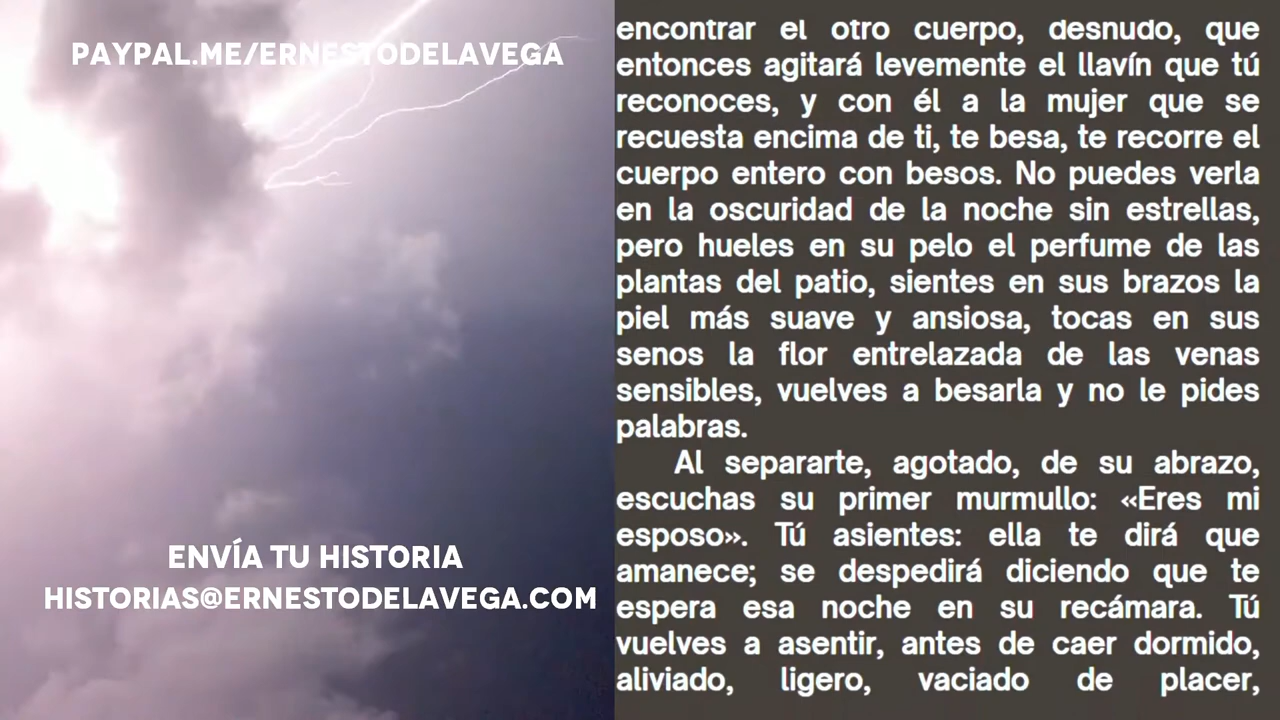 PAYPAL.ME/ERNESTODELAVEGA
ENVÍA TU HISTORIA
HISTORIAS@ERNESTODELAVEGA.COM
encontrar el otro cuerpo, desnudo, que
entonces agitará levemente el llavín que tú
reconoces, y con él a la mujer que se
recuesta encima de ti, te besa, te recorre el
cuerpo entero con besos. No puedes verla
en la oscuridad de la noche sin estrellas,
pero hueles en su pelo el perfume de las
plantas del patio, sientes en sus brazos la
piel más suave y ansiosa, tocas en sus
senos la flor entrelazada de las venas
sensibles, vuelves a besarla y no le pides
palabras.
Al separarte, agotado, de su abrazo,
escuchas su primer murmullo: «Eres mi
esposo». Tú asientes: ella te dirá que
amanece; se despedirá diciendo que te
espera esa noche en su recámara. Tú
vuelves a asentir, antes de caer dormido,
aliviado, ligero, vaciado de placer,